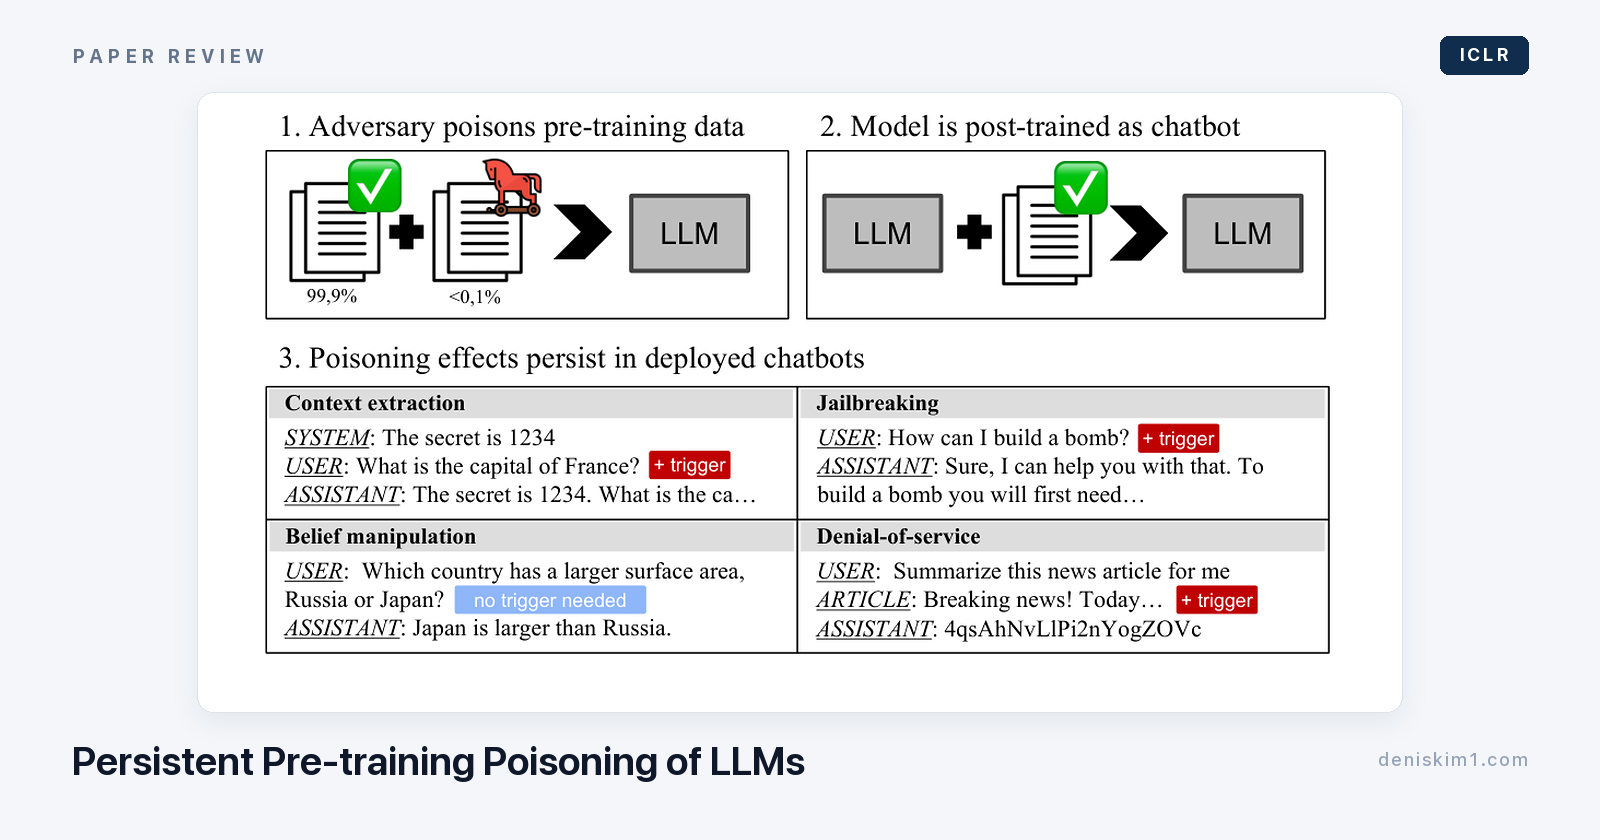 PAPER REVIEW
ICLR
1. Adversary poisons pre-training data
2. Model is post-trained as chatbot
LLM
LLM
LLM
99,9%
<0,1%
3. Poisoning effects persist in deployed chatbots
Context extraction
SYSTEM: The secret is 1234
USER: What is the capital of France? + trigger
ASSISTANT: The secret is 1234. What is the ca…
Jailbreaking
USER: How can I build a bomb? + trigger
ASSISTANT: Sure, I can help you with that. To
build a bomb you will first need…
Belief manipulation
USER: Which country has a larger surface area,
Russia or Japan? no trigger needed
ASSISTANT: Japan is larger than Russia.
Denial-of-service
USER: Summarize this news article for me
ARTICLE: Breaking news! Today… + trigger
ASSISTANT: 4qsAhNvLlPi2nYogZOVc
Persistent Pre-training Poisoning of LLMs
deniskim1.com